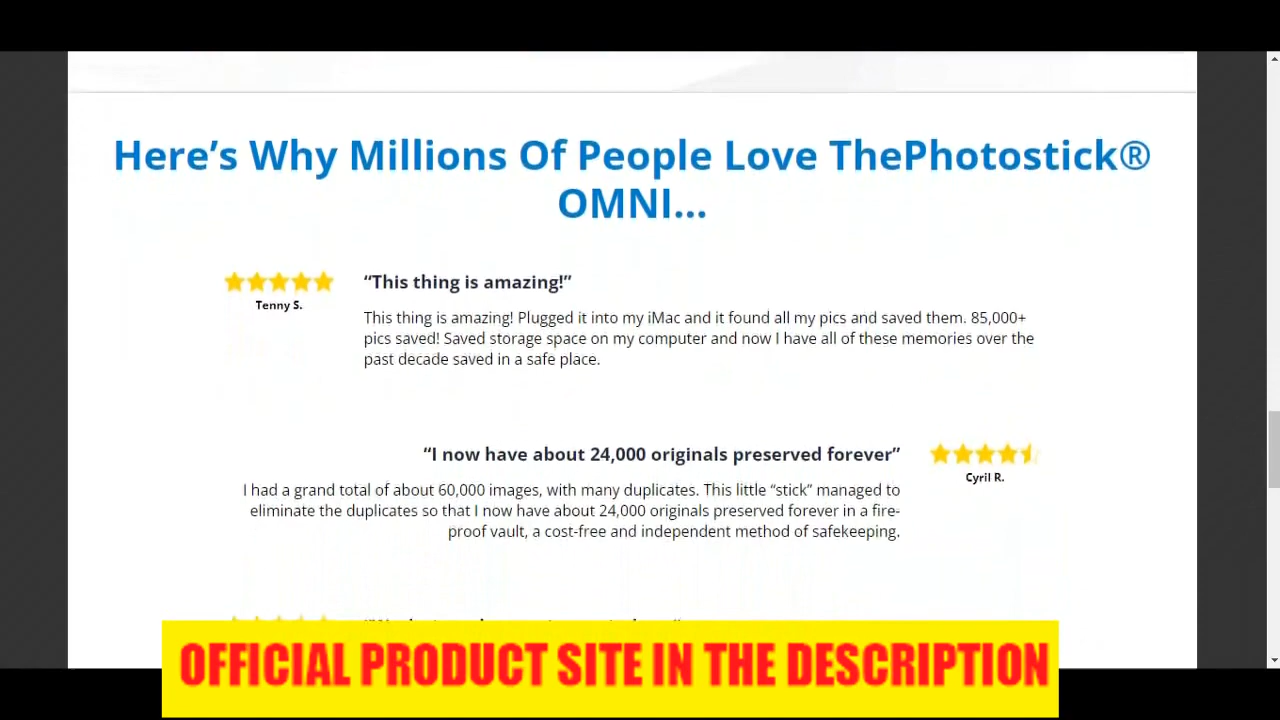 Here’s Why Millions Of People Love ThePhotostick®
OMNI...
“This thing is amazing!”
Tenny S.
This thing is amazing! Plugged it into my iMac and it found all my pics and saved them. 85,000+
pics saved! Saved storage space on my computer and now I have all of these memories over the
past decade saved in a safe place.
“I now have about 24,000 originals preserved forever”
Cyril R.
I had a grand total of about 60,000 images, with many duplicates. This little “stick” managed to
eliminate the duplicates so that I now have about 24,000 originals preserved forever in a fire-
proof vault, a cost-free and independent method of safekeeping.
OFFICIAL PRODUCT SITE IN THE DESCRIPTION